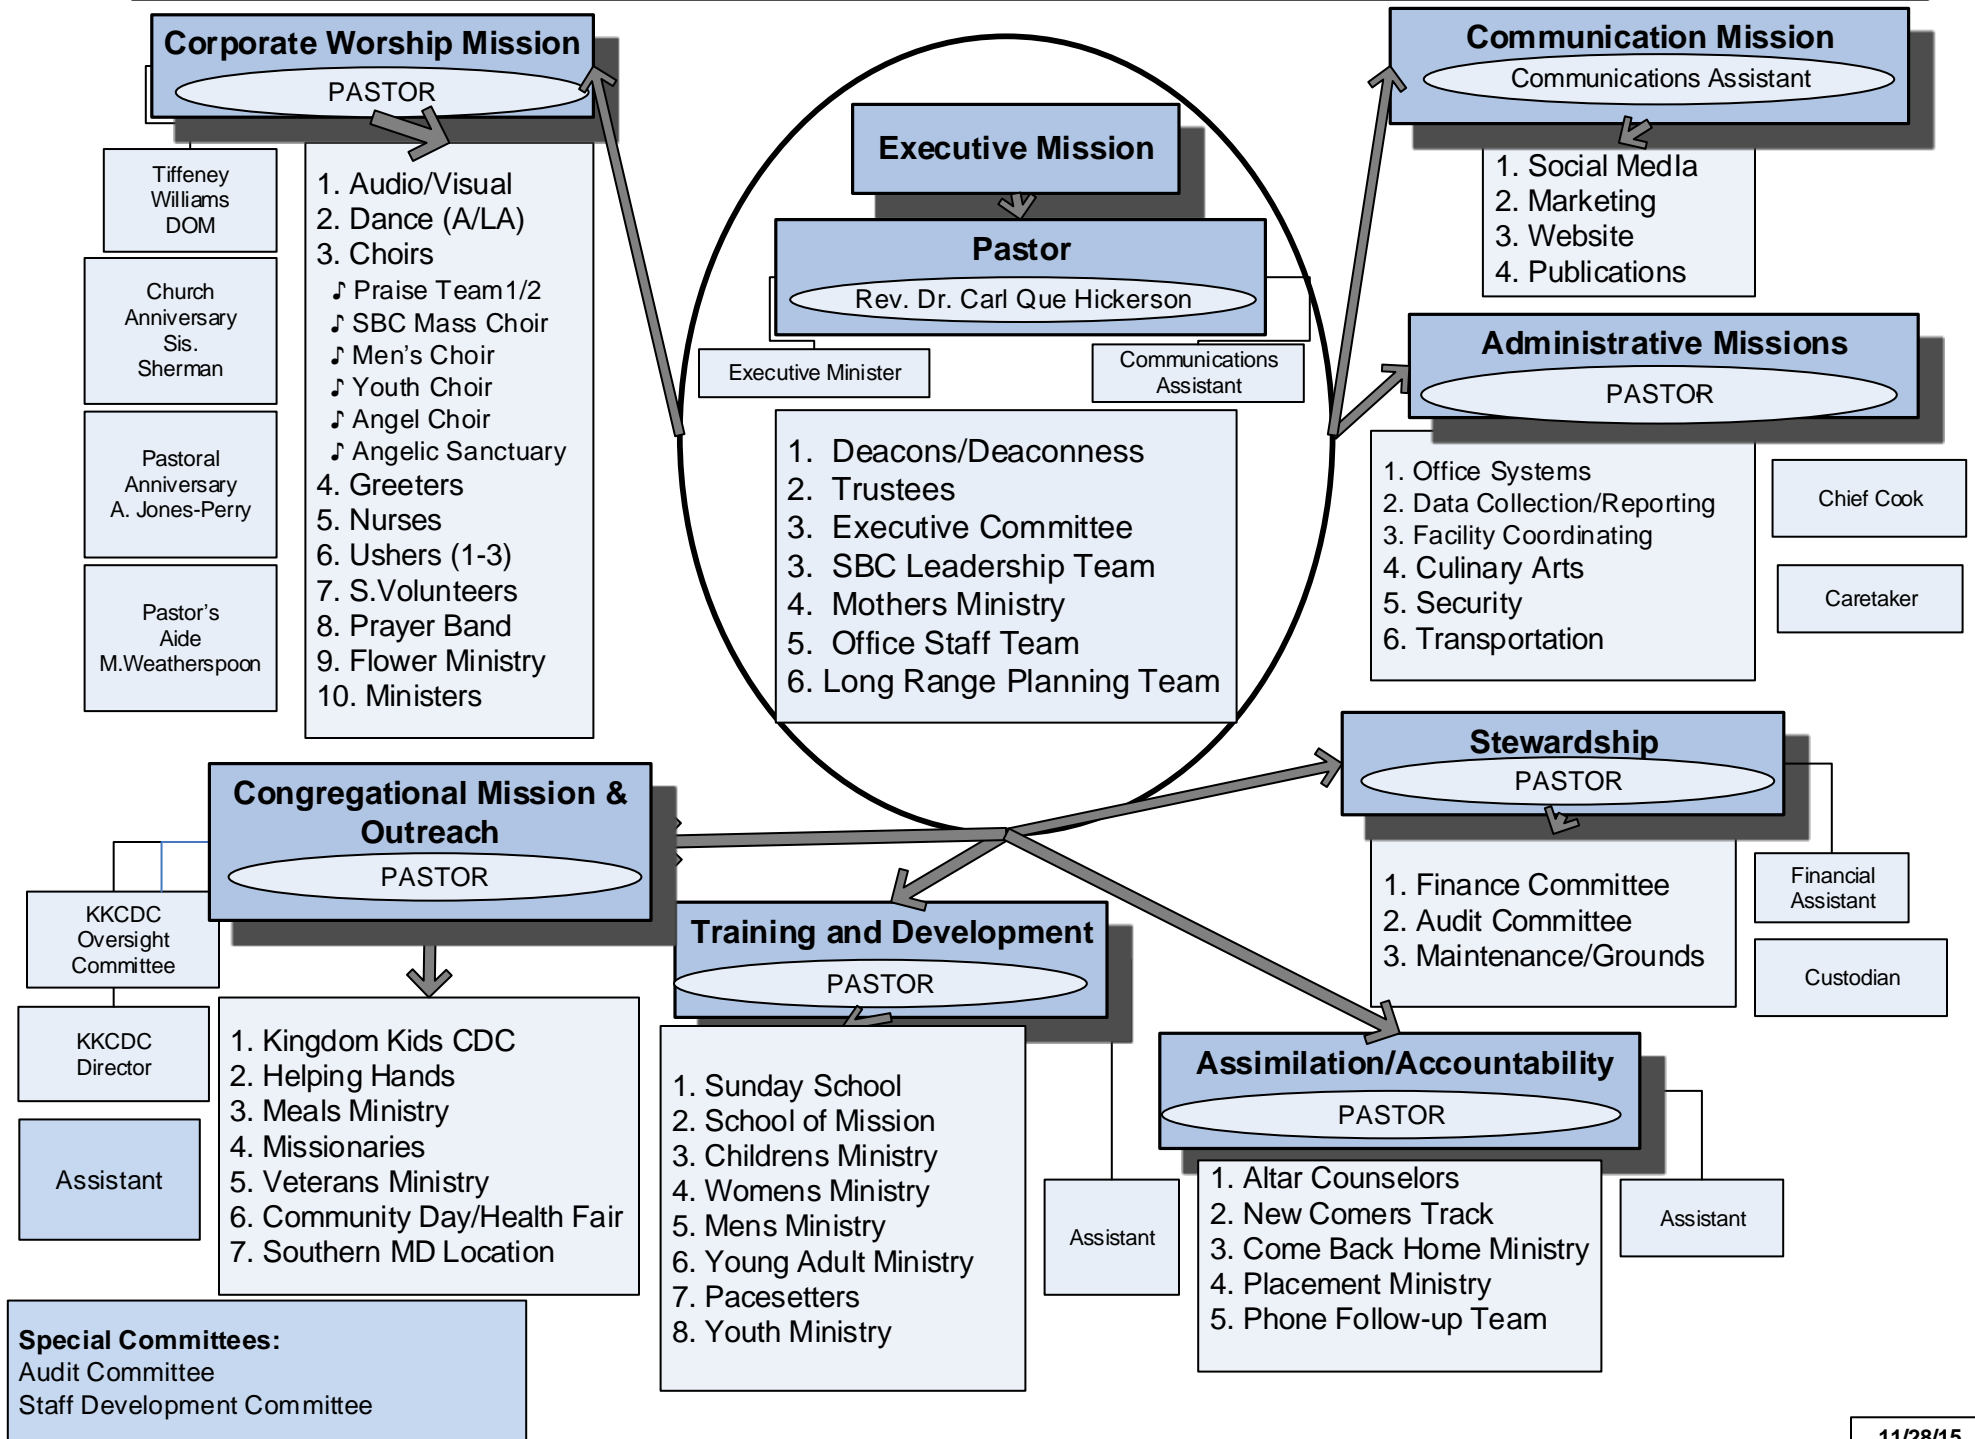 Corporate Worship Mission
PASTOR
Tiffeney
Williams
DOM
Church
Anniversary
Sis.
Sherman
Pastoral
Anniversary
A. Jones-Perry
Pastor's
Aide
M.Weatherspoon
1. Audio/Visual
2. Dance (A/LA)
3. Choirs
♪ Praise Team1/2
♪ SBC Mass Choir
♪ Men's Choir
♪ Youth Choir
♪ Angel Choir
♪ Angelic Sanctuary
4. Greeters
5. Nurses
6. Ushers (1-3)
7. S.Volunteers
8. Prayer Band
9. Flower Ministry
10. Ministers
Executive Mission
Pastor
Rev. Dr. Carl Que Hickerson
Executive Minister
Communications
Assistant
1. Deacons/Deaconness
2. Trustees
3. Executive Committee
3. SBC Leadership Team
4. Mothers Ministry
5. Office Staff Team
6. Long Range Planning Team
Communication Mission
Communications Assistant
1. Social MedIa
2. Marketing
3. Website
4. Publications
Administrative Missions
PASTOR
1. Office Systems
2. Data Collection/Reporting
3. Facility Coordinating
4. Culinary Arts
5. Security
6. Transportation
Chief Cook
Caretaker
Stewardship
PASTOR
1. Finance Committee
2. Audit Committee
3. Maintenance/Grounds
Financial
Assistant
Custodian
Congregational Mission &
Outreach
PASTOR
KKCDC
Oversight
Committee
KKCDC
Director
Assistant
1. Kingdom Kids CDC
2. Helping Hands
3. Meals Ministry
4. Missionaries
5. Veterans Ministry
6. Community Day/Health Fair
7. Southern MD Location
Training and Development
PASTOR
1. Sunday School
2. School of Mission
3. Childrens Ministry
4. Womens Ministry
5. Mens Ministry
6. Young Adult Ministry
7. Pacesetters
8. Youth Ministry
Assistant
Assimilation/Accountability
PASTOR
1. Altar Counselors
2. New Comers Track
3. Come Back Home Ministry
4. Placement Ministry
5. Phone Follow-up Team
Assistant
Special Committees:
Audit Committee
Staff Development Committee
11/28/15